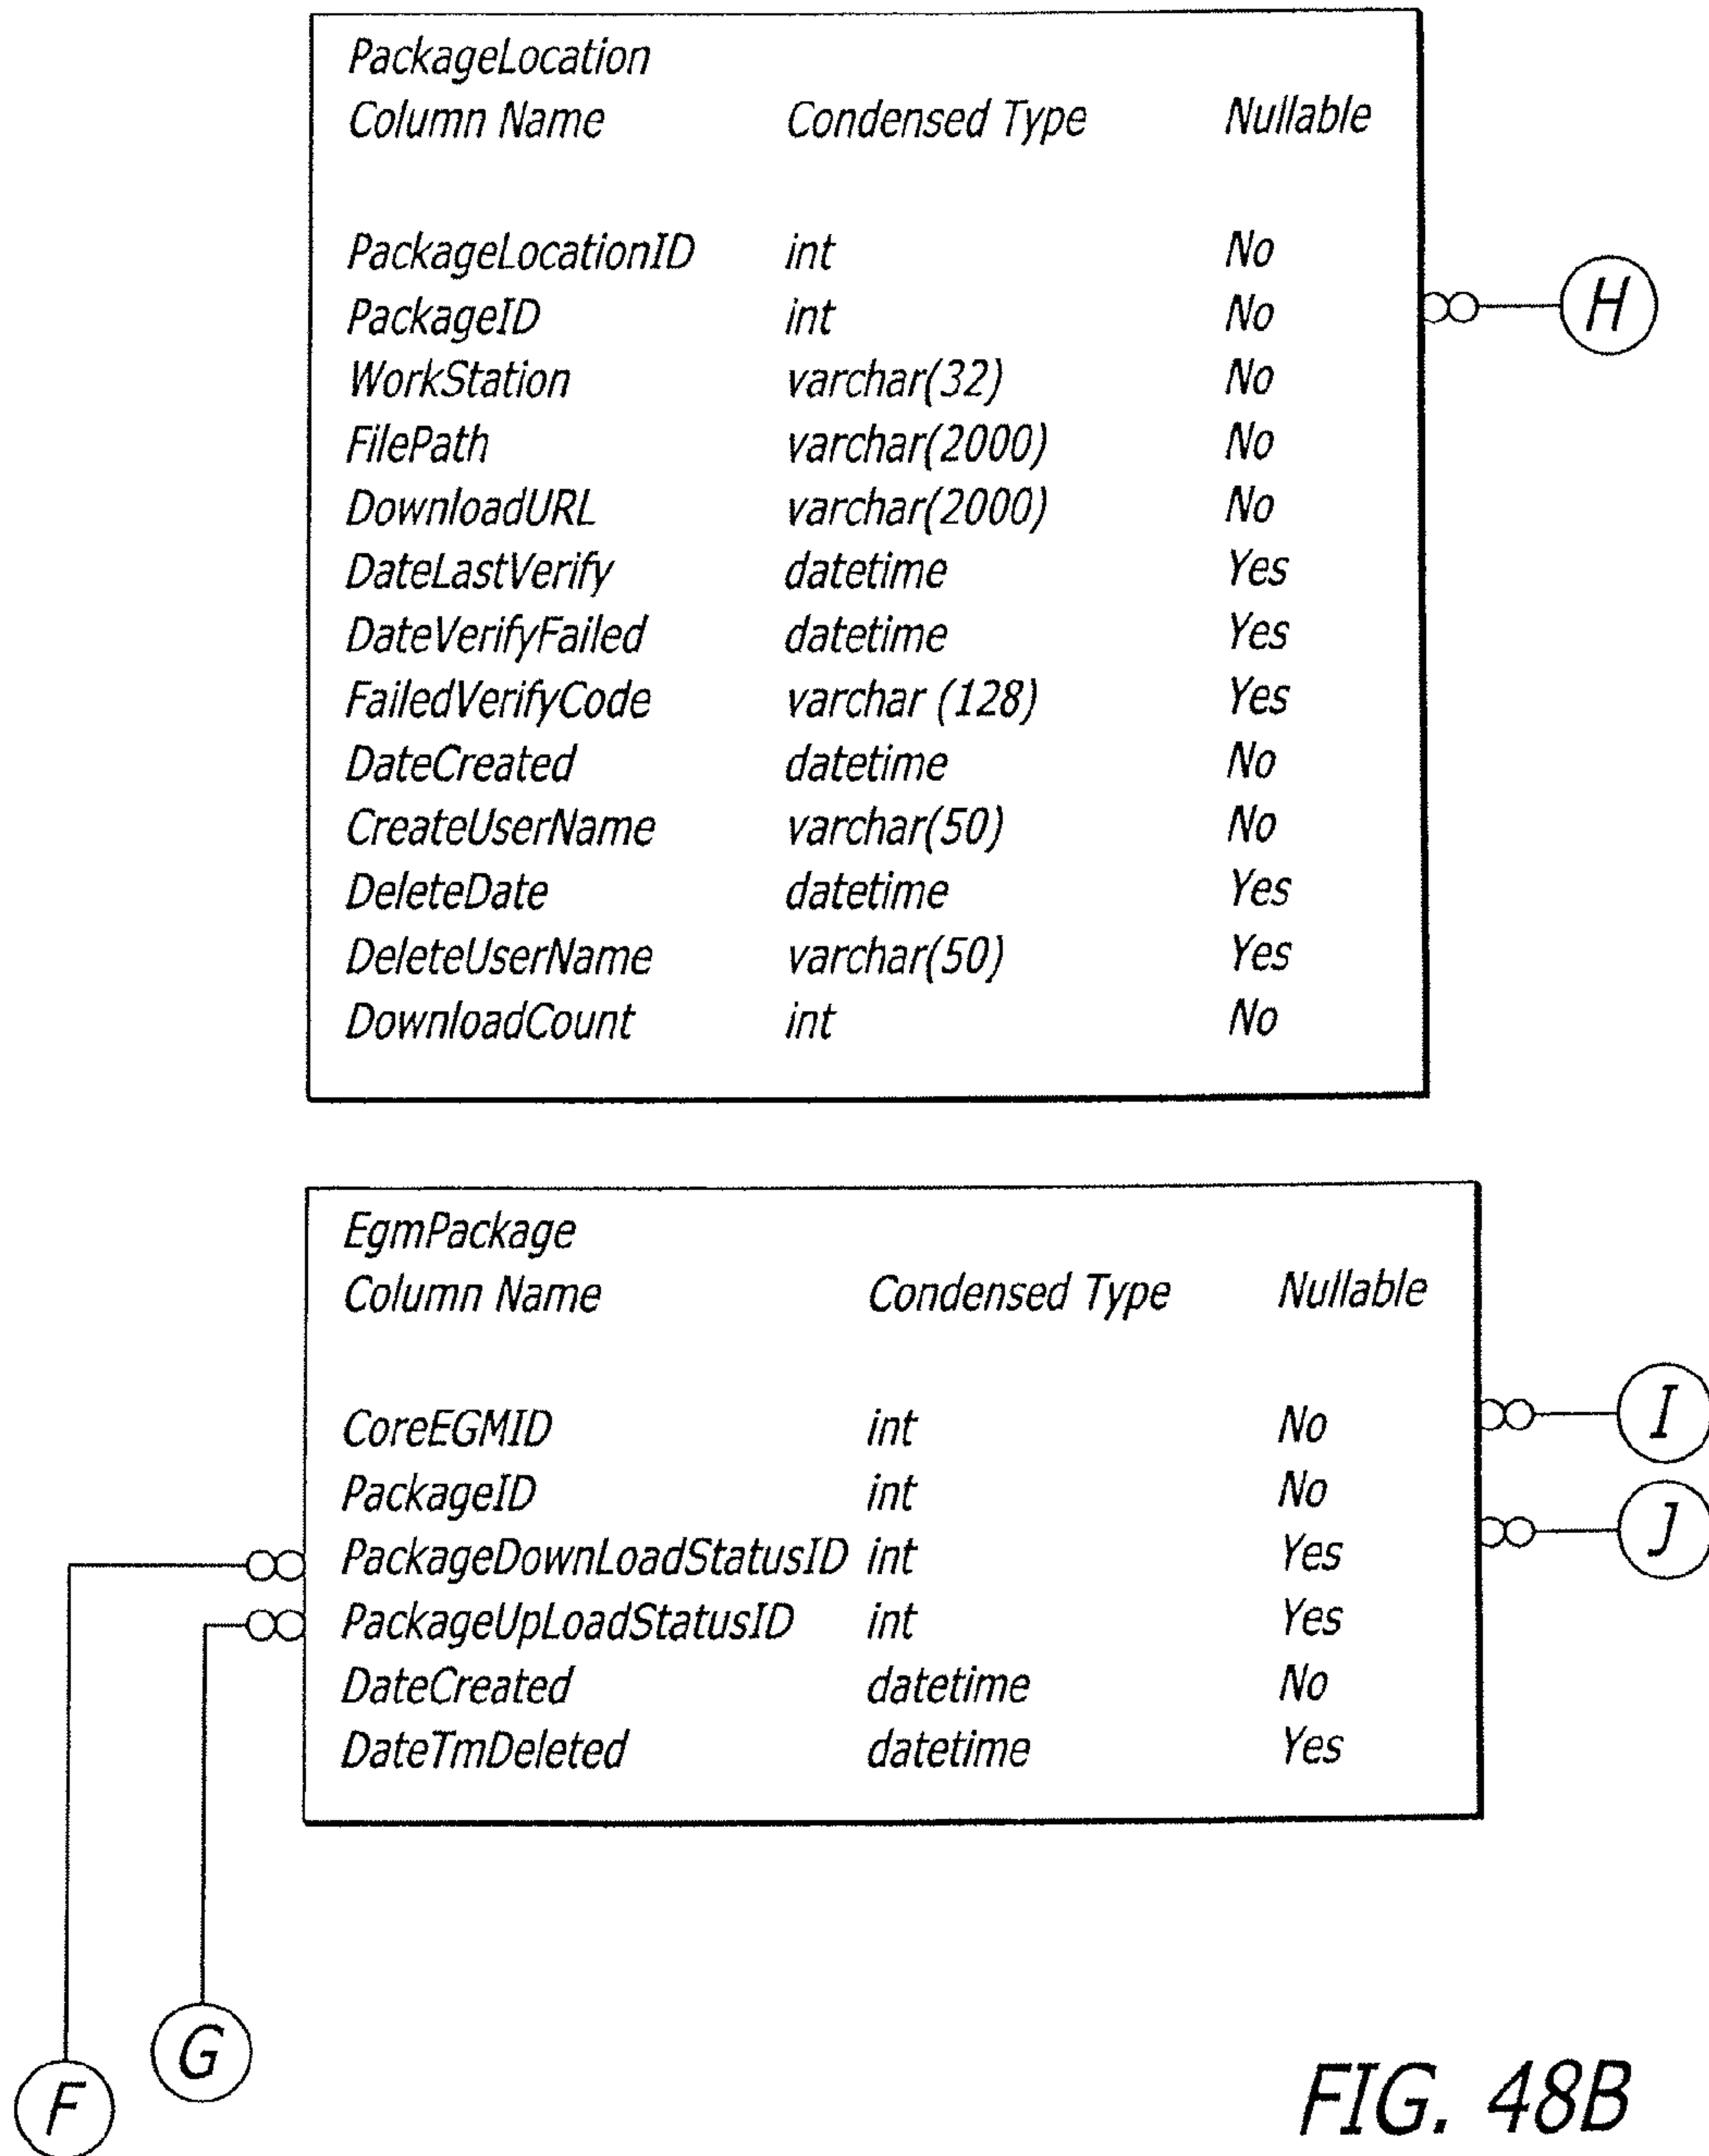 PackageLocation
Column Name Condensed Type Nullable
PackageLocationID int No
PackageID int No
H
WorkStation varchar(32) No
FilePath varchar(2000) No
DownloadURL varchar(2000) No
DateLastVerify datetime Yes
DateVerifyFailed datetime Yes
FailedVerifyCode varchar (128) Yes
DateCreated datetime No
CreateUserName varchar(50) No
DeleteDate datetime Yes
DeleteUserName varchar(50) Yes
DownloadCount int No
EgmPackage
Column Name Condensed Type Nullable
CoreEGMID int No
I
PackageID int No
J
PackageDownLoadStatusID int Yes
PackageUpLoadStatusID int Yes
DateCreated datetime No
DateTmDeleted datetime Yes
G
F
FIG. 48B